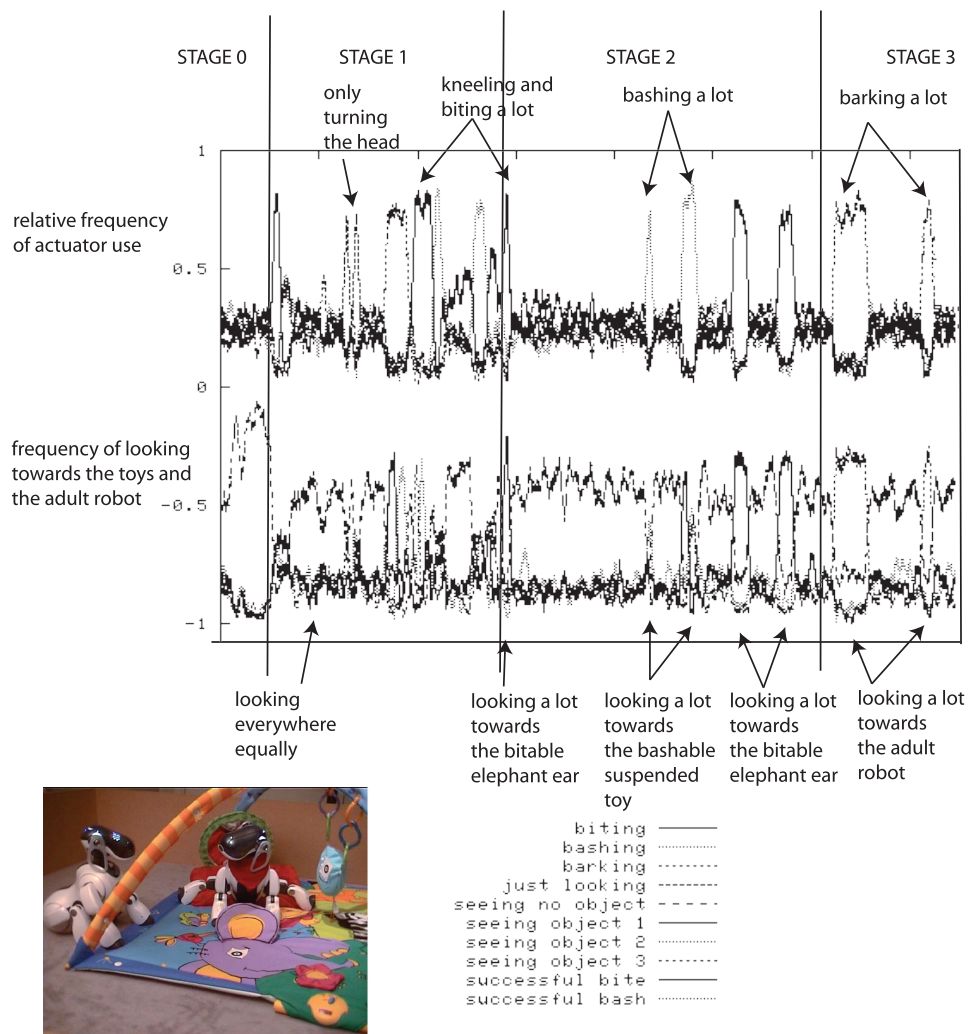 STAGE 0
STAGE 1
STAGE 2
STAGE 3
only
turning
the head
kneeling and
biting a lot
bashing a lot
barking a lot
1
relative frequency
of actuator use
0.5
0
frequency of looking
towards the toys and
the adult robot
-0.5
-1
looking
everywhere
equally
looking a lot
towards
the bitable
elephant ear
looking a lot
towards
the bashable
suspended
toy
looking a lot
towards
the bitable
elephant ear
looking a lot
towards
the adult
robot
biting
bashing
barking
just looking
seeing no object
seeing object 1
seeing object 2
seeing object 3
successful bite
successful bash